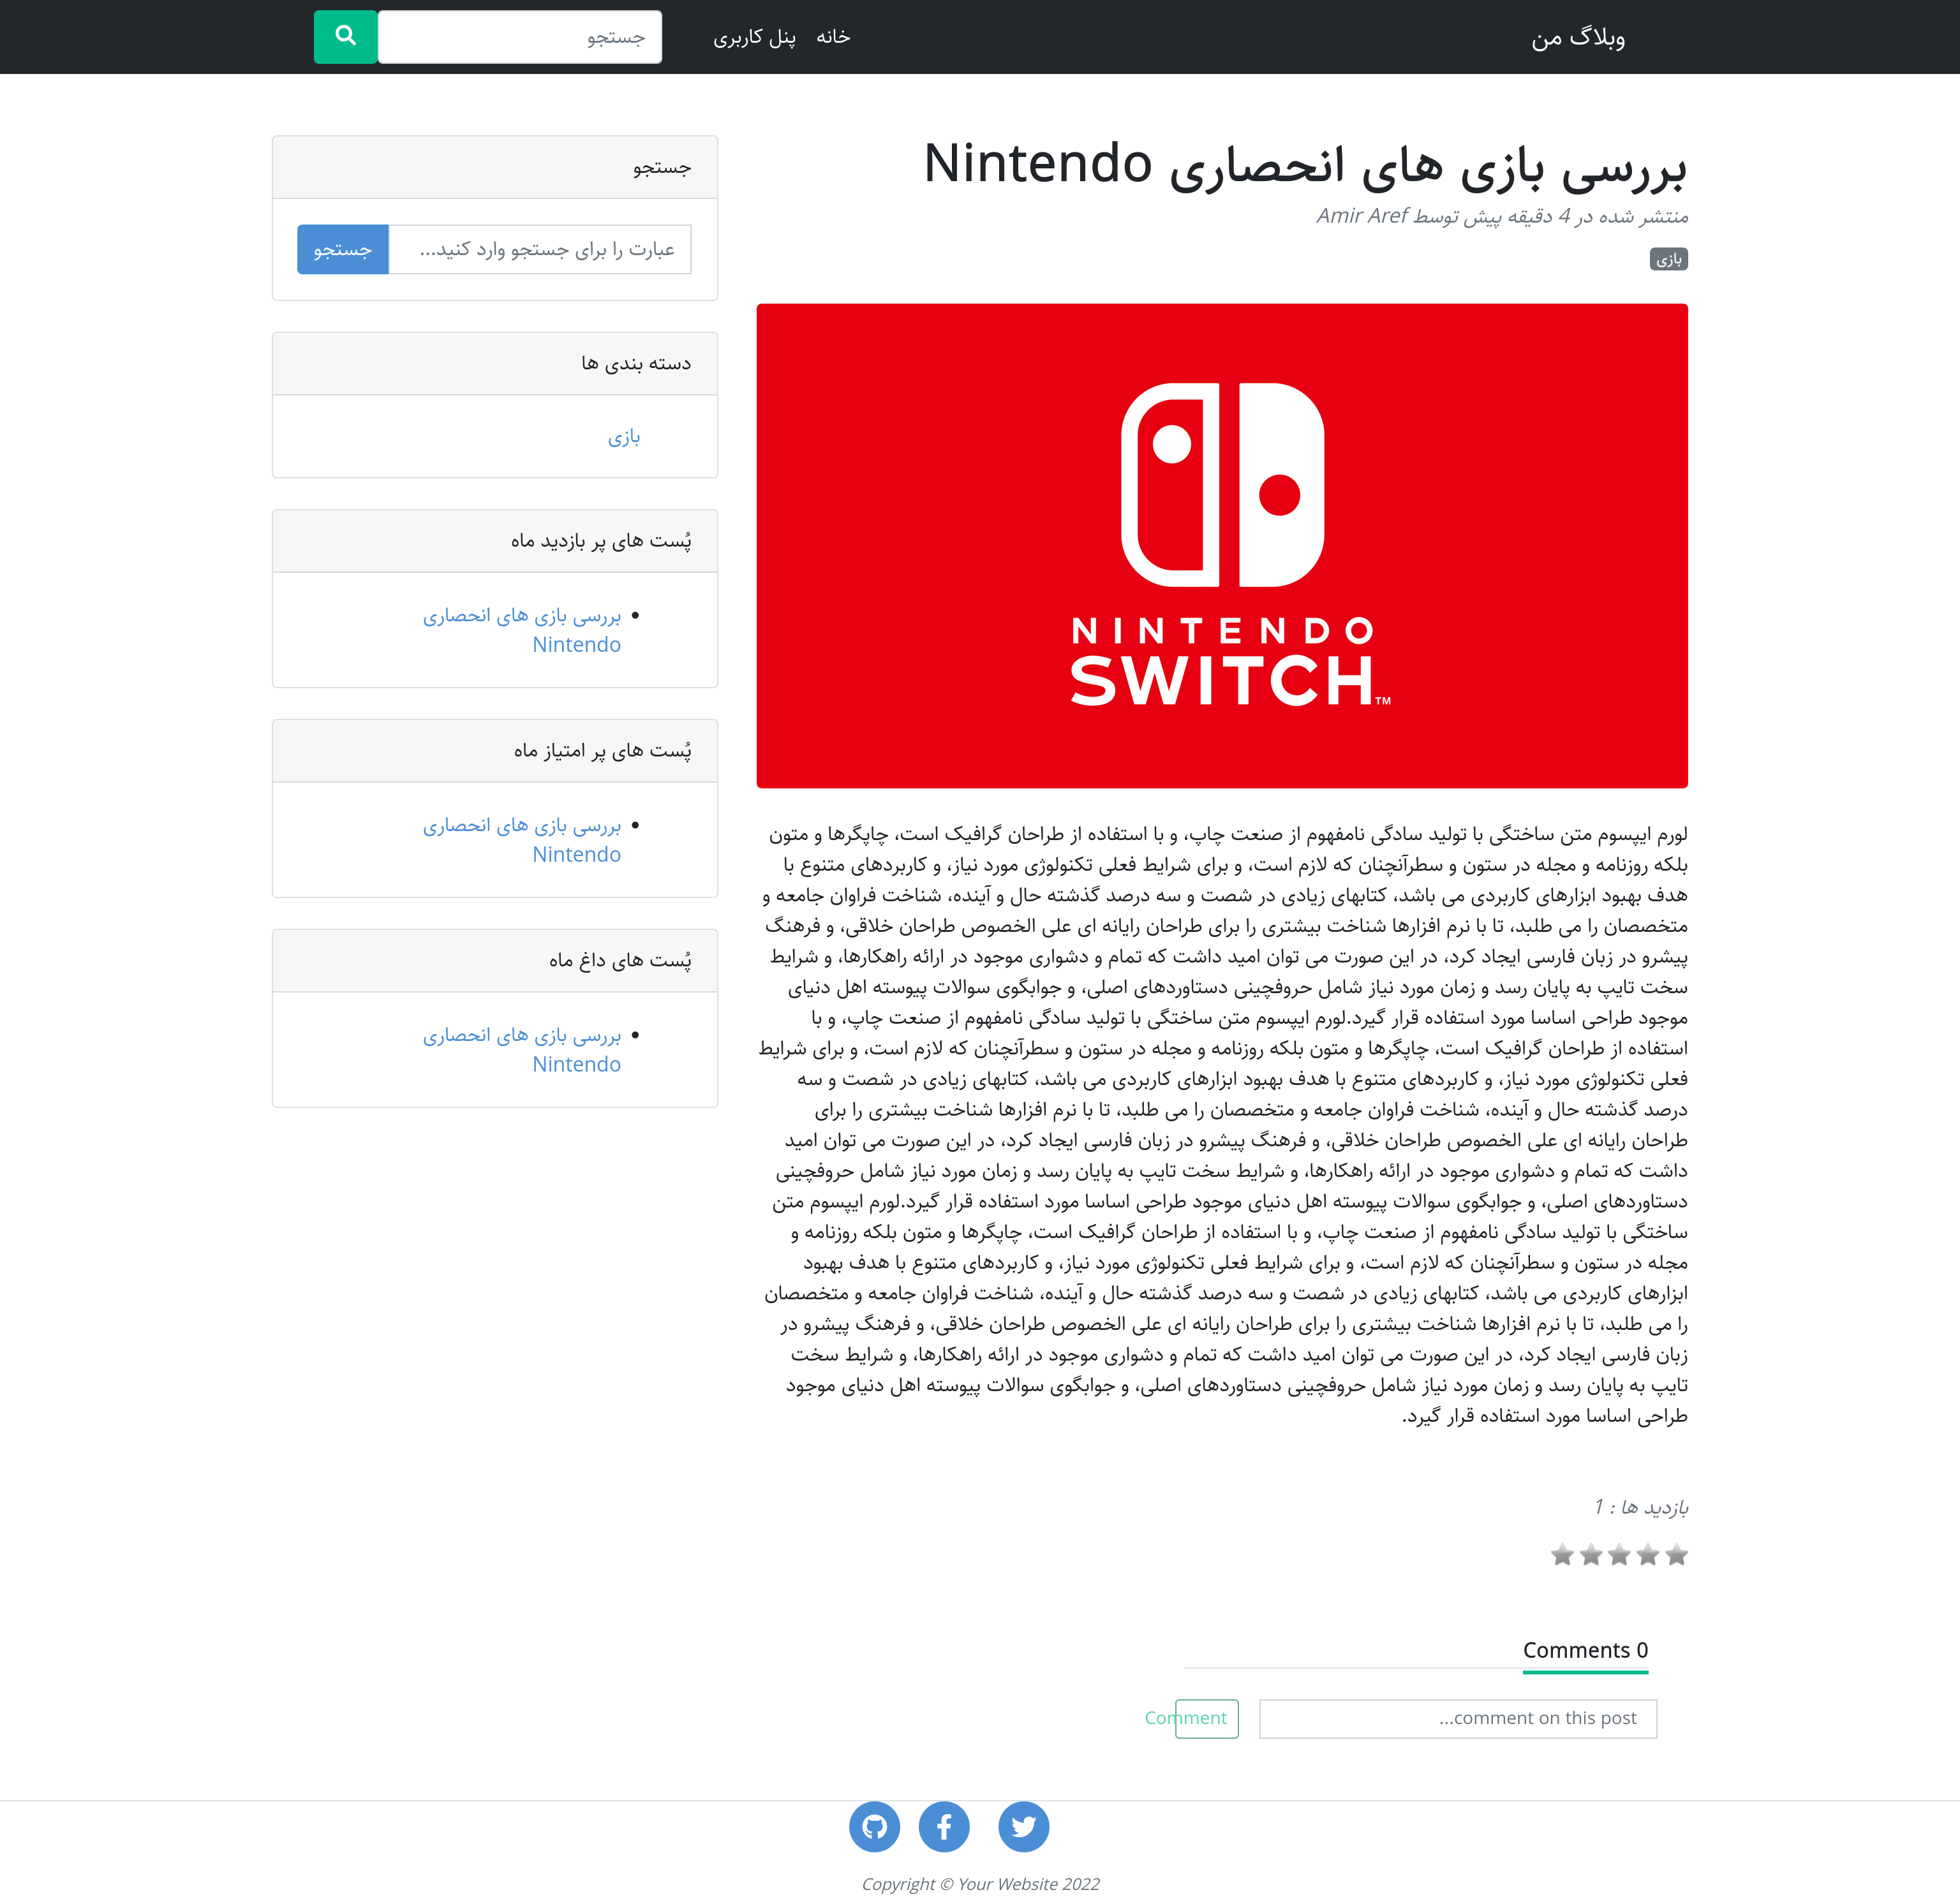 وبلاگ من
خانه
پنل کاربری
جستجو
بررسی بازی های انحصاری Nintendo
منتشر شده در 4 دقیقه پیش توسط Amir Aref
بازی
NINTENDO
SWITCH™
لورم ایپسوم متن ساختگی با تولید سادگی نامفهوم از صنعت چاپ، و با استفاده از طراحان گرافیک است، چاپگرها و متون
بلکه روزنامه و مجله در ستون و سطرآنچنان که لازم است، و برای شرایط فعلی تکنولوژی مورد نیاز، و کاربردهای متنوع با
هدف بهبود ابزارهای کاربردی می باشد، کتابهای زیادی در شصت و سه درصد گذشته حال و آینده، شناخت فراوان جامعه و
متخصصان را می طلبد، تا با نرم افزارها شناخت بیشتری را برای طراحان رایانه ای علی الخصوص طراحان خلاقی، و فرهنگ
پیشرو در زبان فارسی ایجاد کرد، در این صورت می توان امید داشت که تمام و دشواری موجود در ارائه راهکارها، و شرایط
سخت تایپ به پایان رسد و زمان مورد نیاز شامل حروفچینی دستاوردهای اصلی، و جوابگوی سوالات پیوسته اهل دنیای
موجود طراحی اساسا مورد استفاده قرار گیرد.لورم ایپسوم متن ساختگی با تولید سادگی نامفهوم از صنعت چاپ، و با
استفاده از طراحان گرافیک است، چاپگرها و متون بلکه روزنامه و مجله در ستون و سطرآنچنان که لازم است، و برای شرایط
فعلی تکنولوژی مورد نیاز، و کاربردهای متنوع با هدف بهبود ابزارهای کاربردی می باشد، کتابهای زیادی در شصت و سه
درصد گذشته حال و آینده، شناخت فراوان جامعه و متخصصان را می طلبد، تا با نرم افزارها شناخت بیشتری را برای
طراحان رایانه ای علی الخصوص طراحان خلاقی، و فرهنگ پیشرو در زبان فارسی ایجاد کرد، در این صورت می توان امید
داشت که تمام و دشواری موجود در ارائه راهکارها، و شرایط سخت تایپ به پایان رسد و زمان مورد نیاز شامل حروفچینی
دستاوردهای اصلی، و جوابگوی سوالات پیوسته اهل دنیای موجود طراحی اساسا مورد استفاده قرار گیرد.لورم ایپسوم متن
ساختگی با تولید سادگی نامفهوم از صنعت چاپ، و با استفاده از طراحان گرافیک است، چاپگرها و متون بلکه روزنامه و
مجله در ستون و سطرآنچنان که لازم است، و برای شرایط فعلی تکنولوژی مورد نیاز، و کاربردهای متنوع با هدف بهبود
ابزارهای کاربردی می باشد، کتابهای زیادی در شصت و سه درصد گذشته حال و آینده، شناخت فراوان جامعه و متخصصان
را می طلبد، تا با نرم افزارها شناخت بیشتری را برای طراحان رایانه ای علی الخصوص طراحان خلاقی، و فرهنگ پیشرو در
زبان فارسی ایجاد کرد، در این صورت می توان امید داشت که تمام و دشواری موجود در ارائه راهکارها، و شرایط سخت
تایپ به پایان رسد و زمان مورد نیاز شامل حروفچینی دستاوردهای اصلی، و جوابگوی سوالات پیوسته اهل دنیای موجود
طراحی اساسا مورد استفاده قرار گیرد.
بازدید ها : 1
Comments 0
...comment on this post
Comment
جستجو
عبارت را برای جستجو وارد کنید...
جستجو
دسته بندی ها
بازی
پُست های پر بازدید ماه
• بررسی بازی های انحصاری
Nintendo
پُست های پر امتیاز ماه
• بررسی بازی های انحصاری
Nintendo
پُست های داغ ماه
• بررسی بازی های انحصاری
Nintendo
Copyright © Your Website 2022